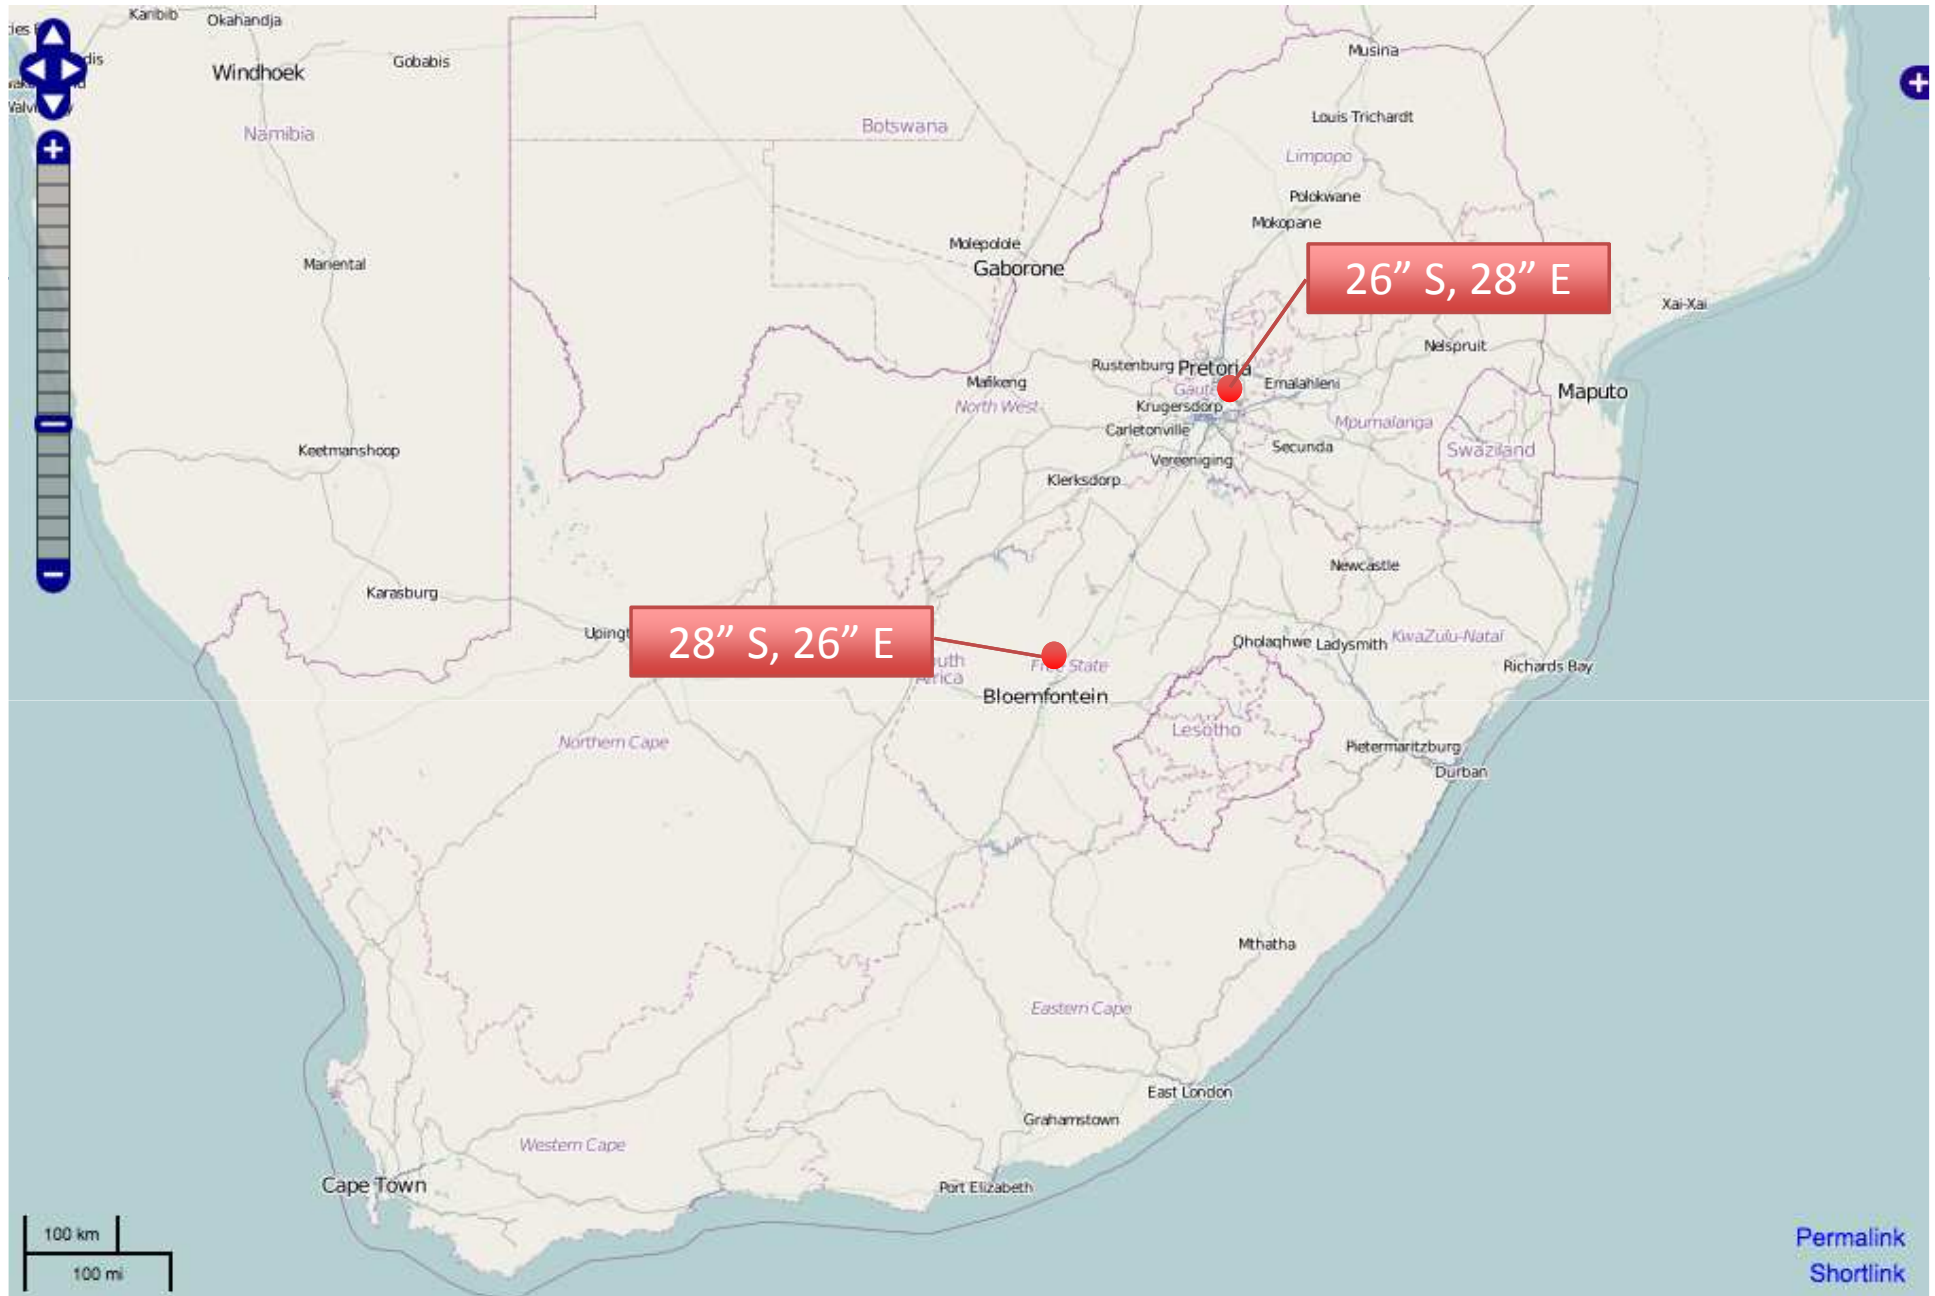 Karibib
Okahandja
Windhoek
Gobabis
Namibia
Botswana
Musina
Louis Trichardt
Limpopo
Polokwane
Mokopane
Molepolole
Gaborone
26” S, 28” E
Mariental
Xai-Xai
Nelspruit
Rustenburg
Pretoria
Mafikeng
Emalahleni
Maputo
North West
Krugersdorp
Mpumalanga
Carletonville
Keetmanshoop
Secunda
Swaziland
Vereeniging
Klerksdorp
Newcastle
Karasburg
28” S, 26” E
Qholaqhwe
Ladysmith
KwaZulu-Natal
Free State
Richards Bay
Bloemfontein
Lesotho
Northern Cape
Pietermaritzburg
Durban
Mthatha
Eastern Cape
East London
Grahamstown
Western Cape
Cape Town
Port Elizabeth
100 km
100 mi
Permalink
Shortlink